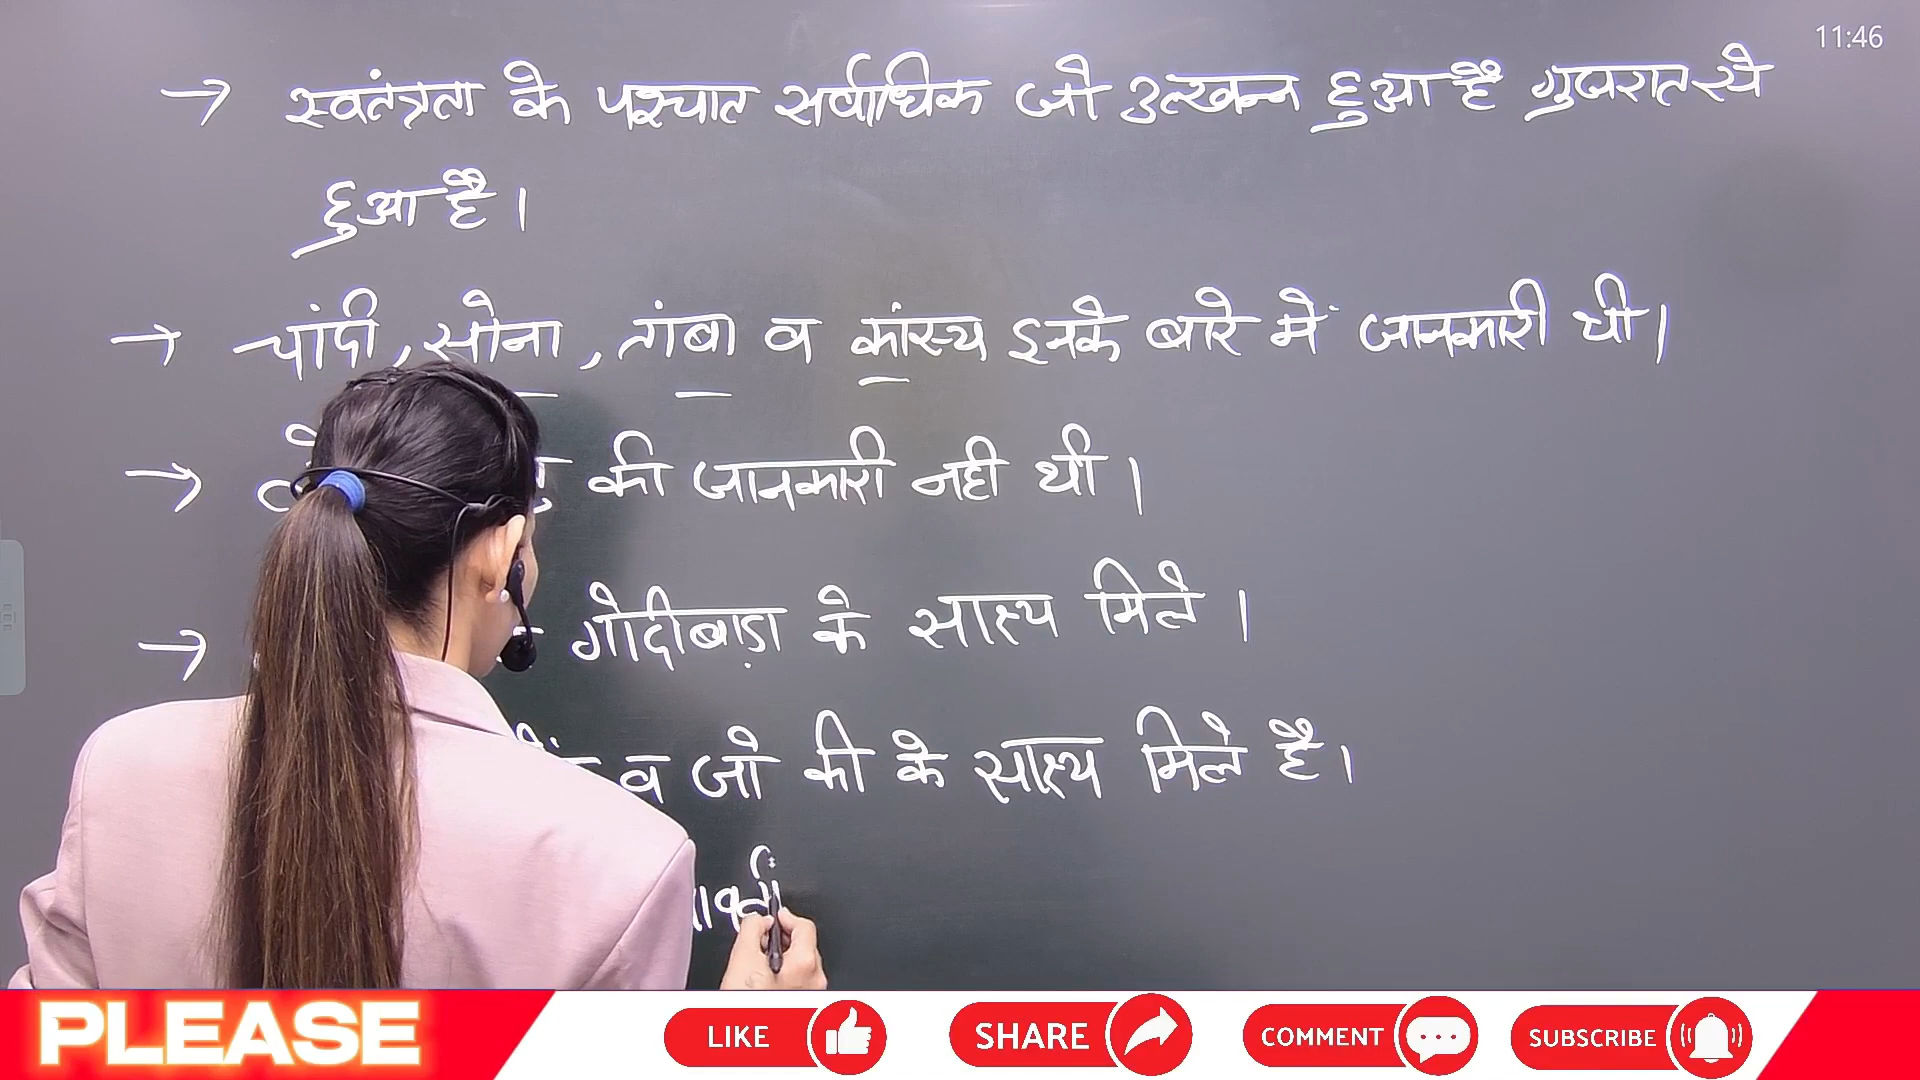 11:46
→ स्वतंत्रता के पश्चात सर्वाधिक जो उत्खनन हुआ है गुजरात से
हुआ है।
→ चांदी, सोना, तांबा व कांस्य इनके बारे में जानकारी थी।
→ की जानकारी नही थी।
→ गोदीबाड़ा के साक्ष्य मिले।
व जो की के साक्ष्य मिले है।
PLEASE LIKE SHARE COMMENT SUBSCRIBE